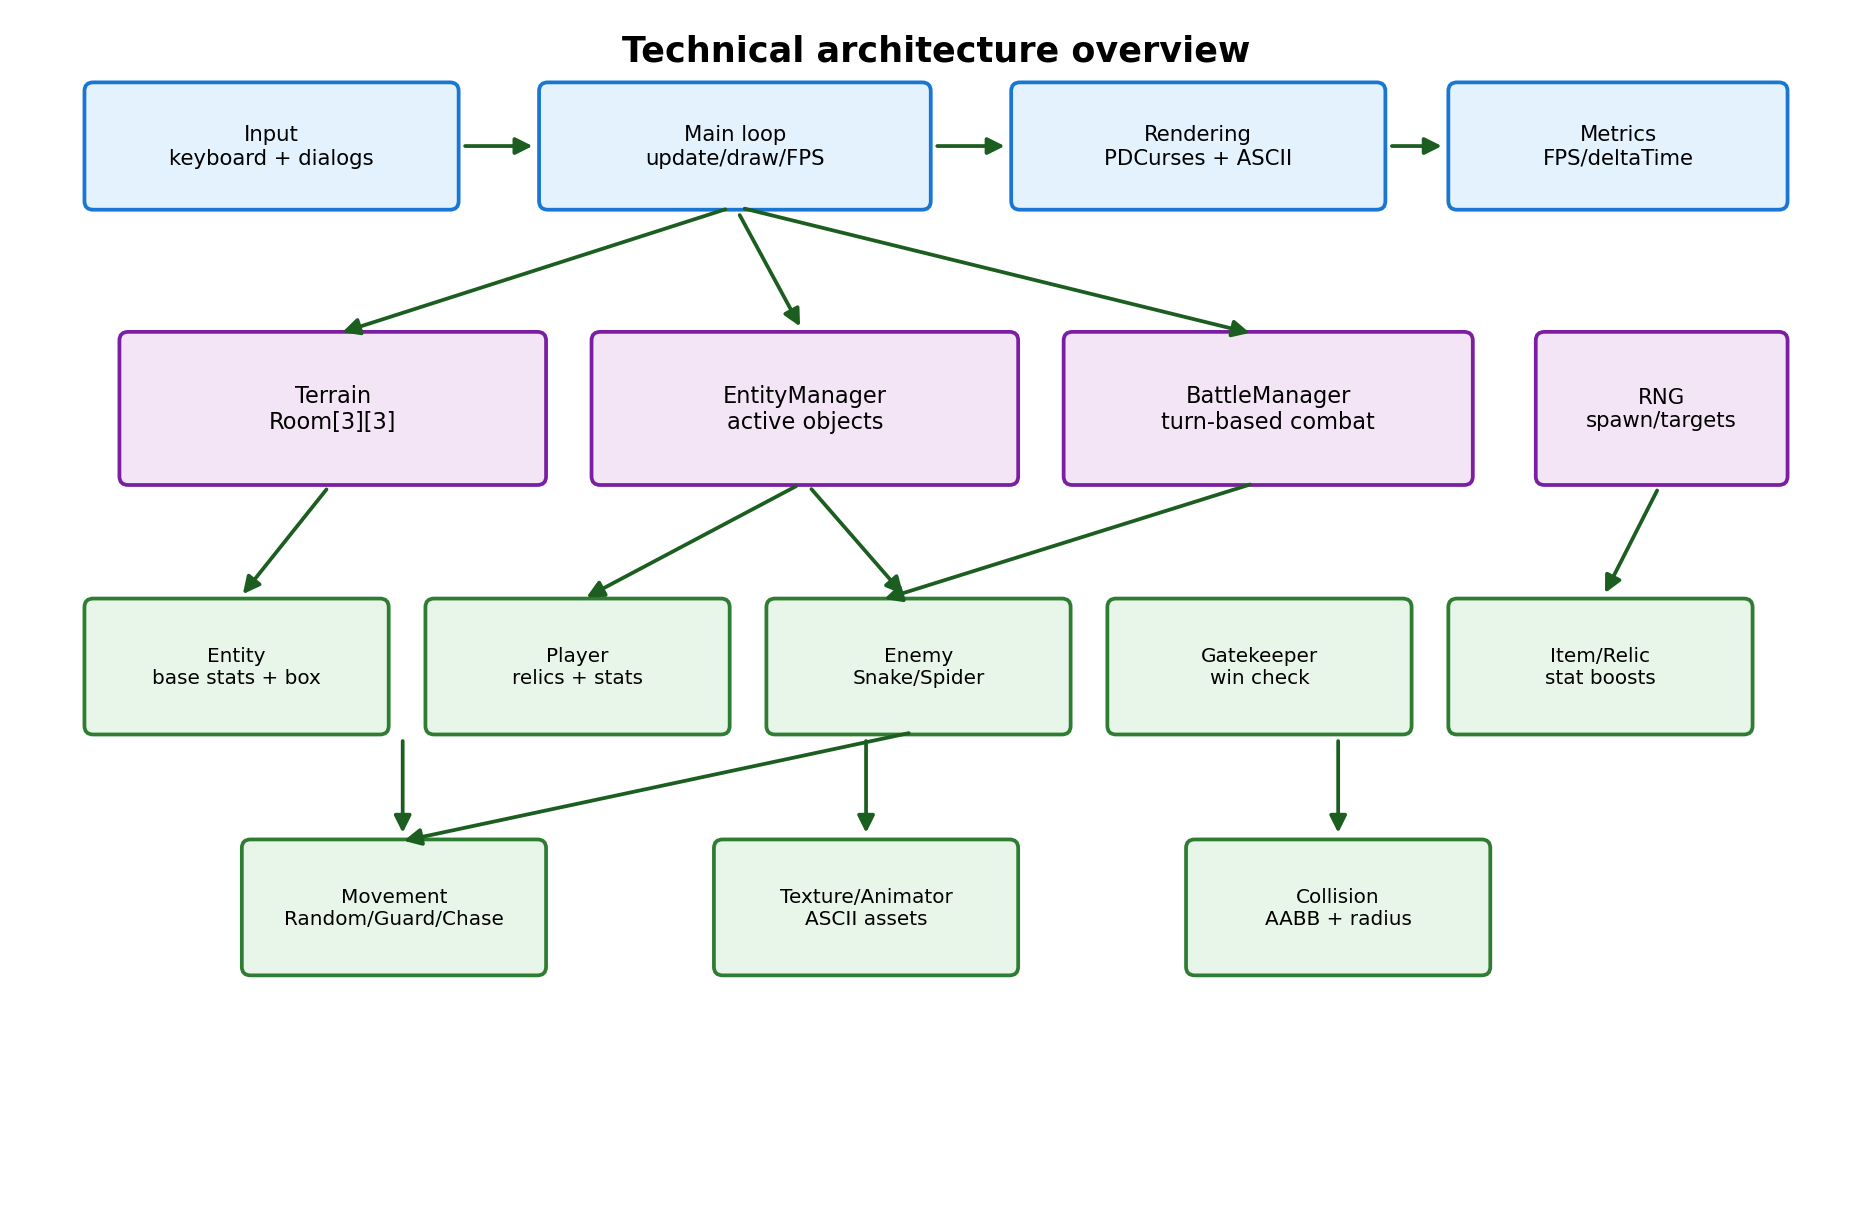 Technical architecture overview
Input
keyboard + dialogs
Main loop
update/draw/FPS
Rendering
PDCurses + ASCII
Metrics
FPS/deltaTime
Terrain
Room[3][3]
EntityManager
active objects
BattleManager
turn-based combat
RNG
spawn/targets
Entity
base stats + box
Player
relics + stats
Enemy
Snake/Spider
Gatekeeper
win check
Item/Relic
stat boosts
Movement
Random/Guard/Chase
Texture/Animator
ASCII assets
Collision
AABB + radius